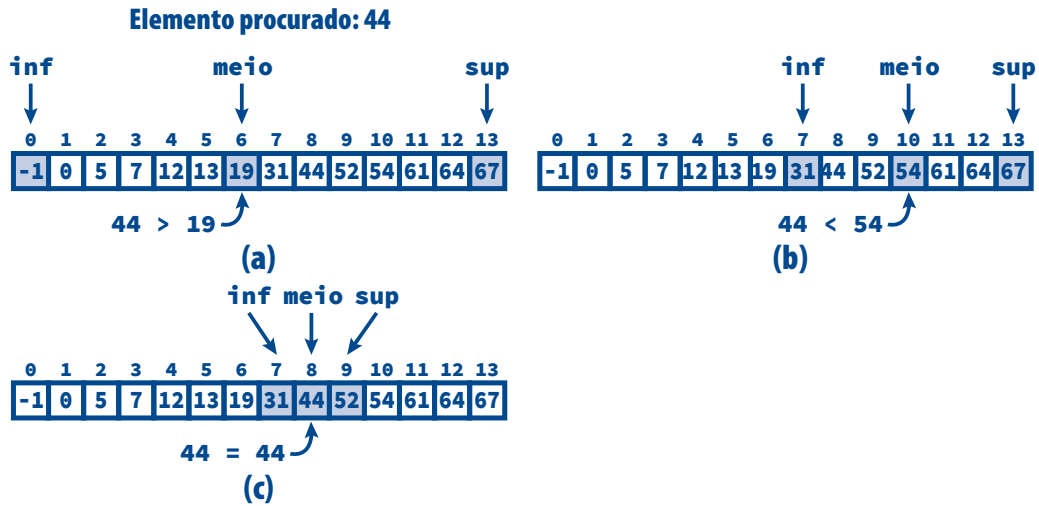 Elemento procurado: 44
inf meio sup
0 1 2 3 4 5 6 7 8 9 10 11 12 13
-1 0 5 7 12 13 19 31 44 52 54 61 64 67
44 > 19
(a)
inf meio sup
0 1 2 3 4 5 6 7 8 9 10 11 12 13
-1 0 5 7 12 13 19 31 44 52 54 61 64 67
44 < 54
(b)
inf meio sup
0 1 2 3 4 5 6 7 8 9 10 11 12 13
-1 0 5 7 12 13 19 31 44 52 54 61 64 67
44 = 44
(c)